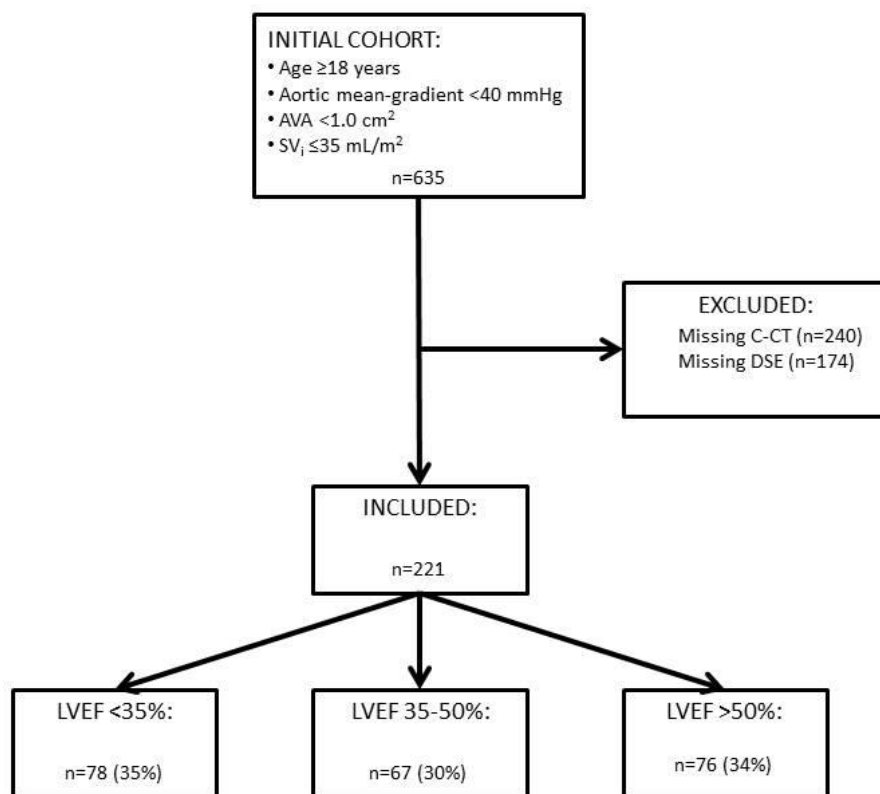 INITIAL COHORT:
• Age ≥18 years
• Aortic mean-gradient <40 mmHg
• AVA <1.0 cm²
• SVᵢ ≤35 mL/m²
n=635
EXCLUDED:
Missing C-CT (n=240)
Missing DSE (n=174)
INCLUDED:
n=221
LVEF <35%:
n=78 (35%)
LVEF 35-50%:
n=67 (30%)
LVEF >50%:
n=76 (34%)